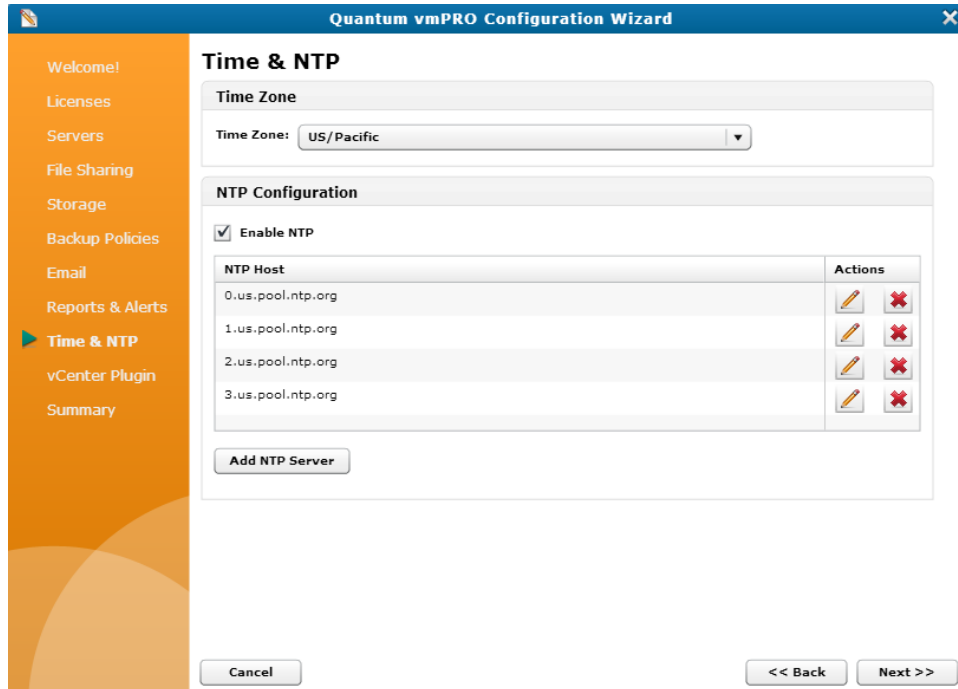 Quantum vmPRO Configuration Wizard
Welcome!
Licenses
Servers
File Sharing
Storage
Backup Policies
Email
Reports & Alerts
Time & NTP
vCenter Plugin
Summary
Time & NTP
Time Zone
Time Zone: US/Pacific
NTP Configuration
Enable NTP
NTP Host Actions
0.us.pool.ntp.org
1.us.pool.ntp.org
2.us.pool.ntp.org
3.us.pool.ntp.org
Add NTP Server
Cancel << Back Next >>